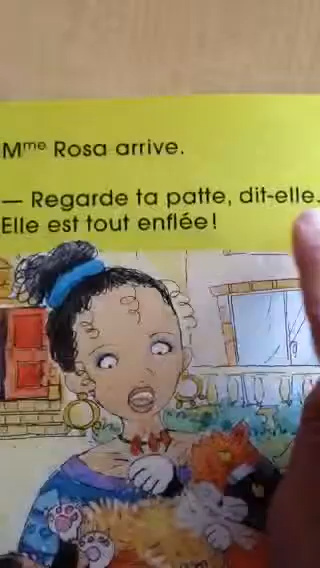 Mme Rosa arrive.
— Regarde ta patte, dit-elle.
Elle est tout enflée!